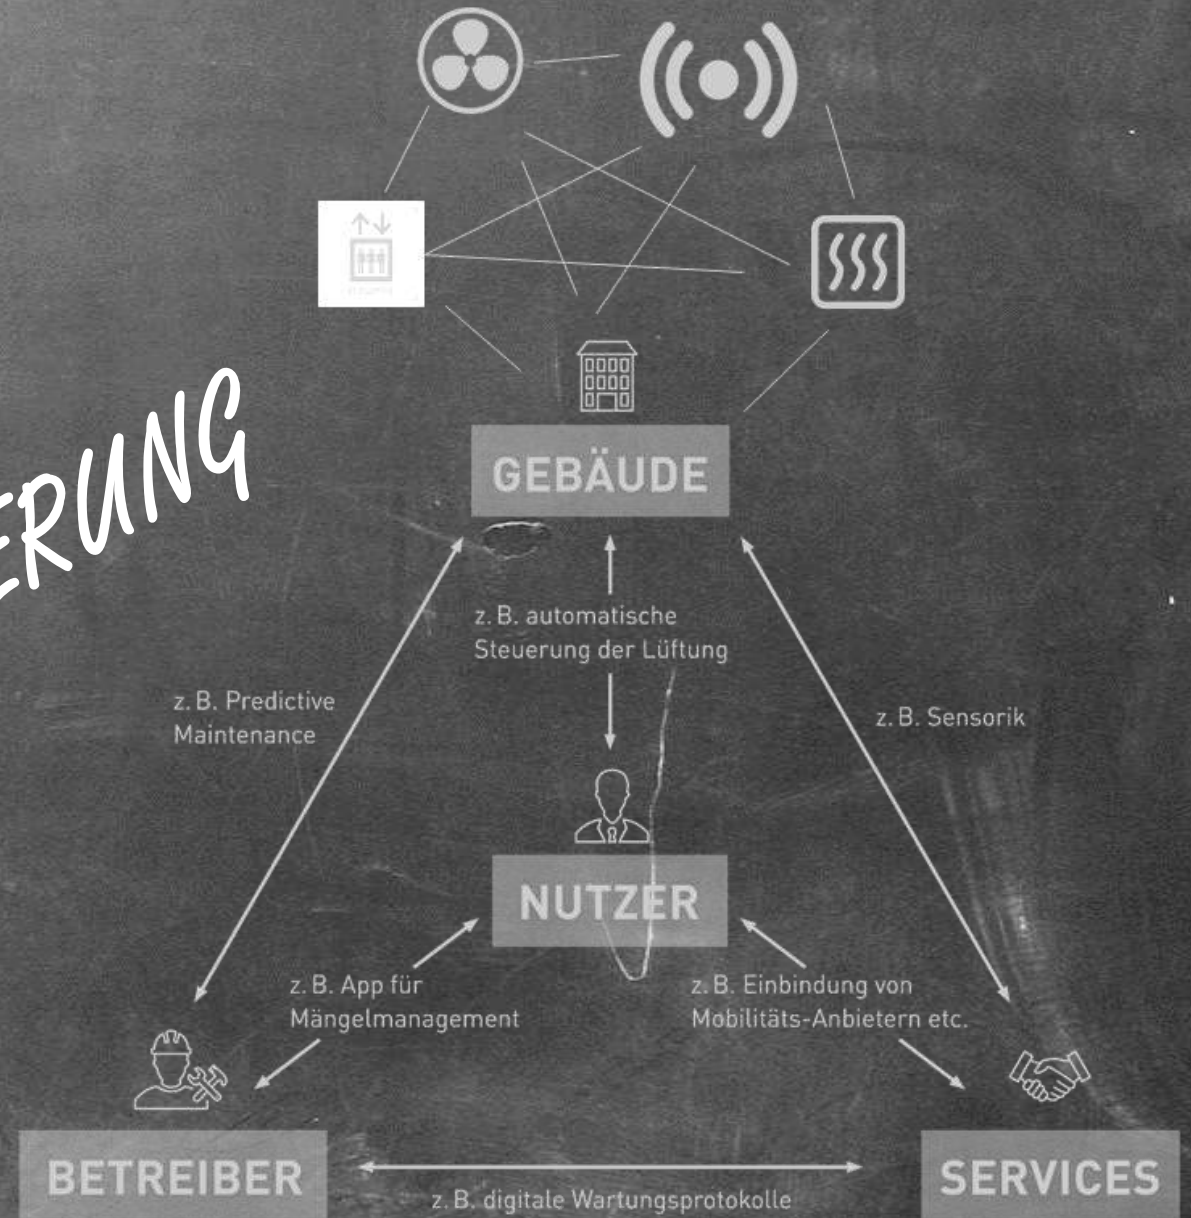 ERUNG
GEBÄUDE
z. B. automatische
Steuerung der Lüftung
z. B. Predictive
Maintenance
z. B. Sensorik
NUTZER
z. B. App für
Mängelmanagement
z. B. Einbindung von
Mobilitäts-Anbietern etc.
BETREIBER
SERVICES
z. B. digitale Wartungsprotokolle